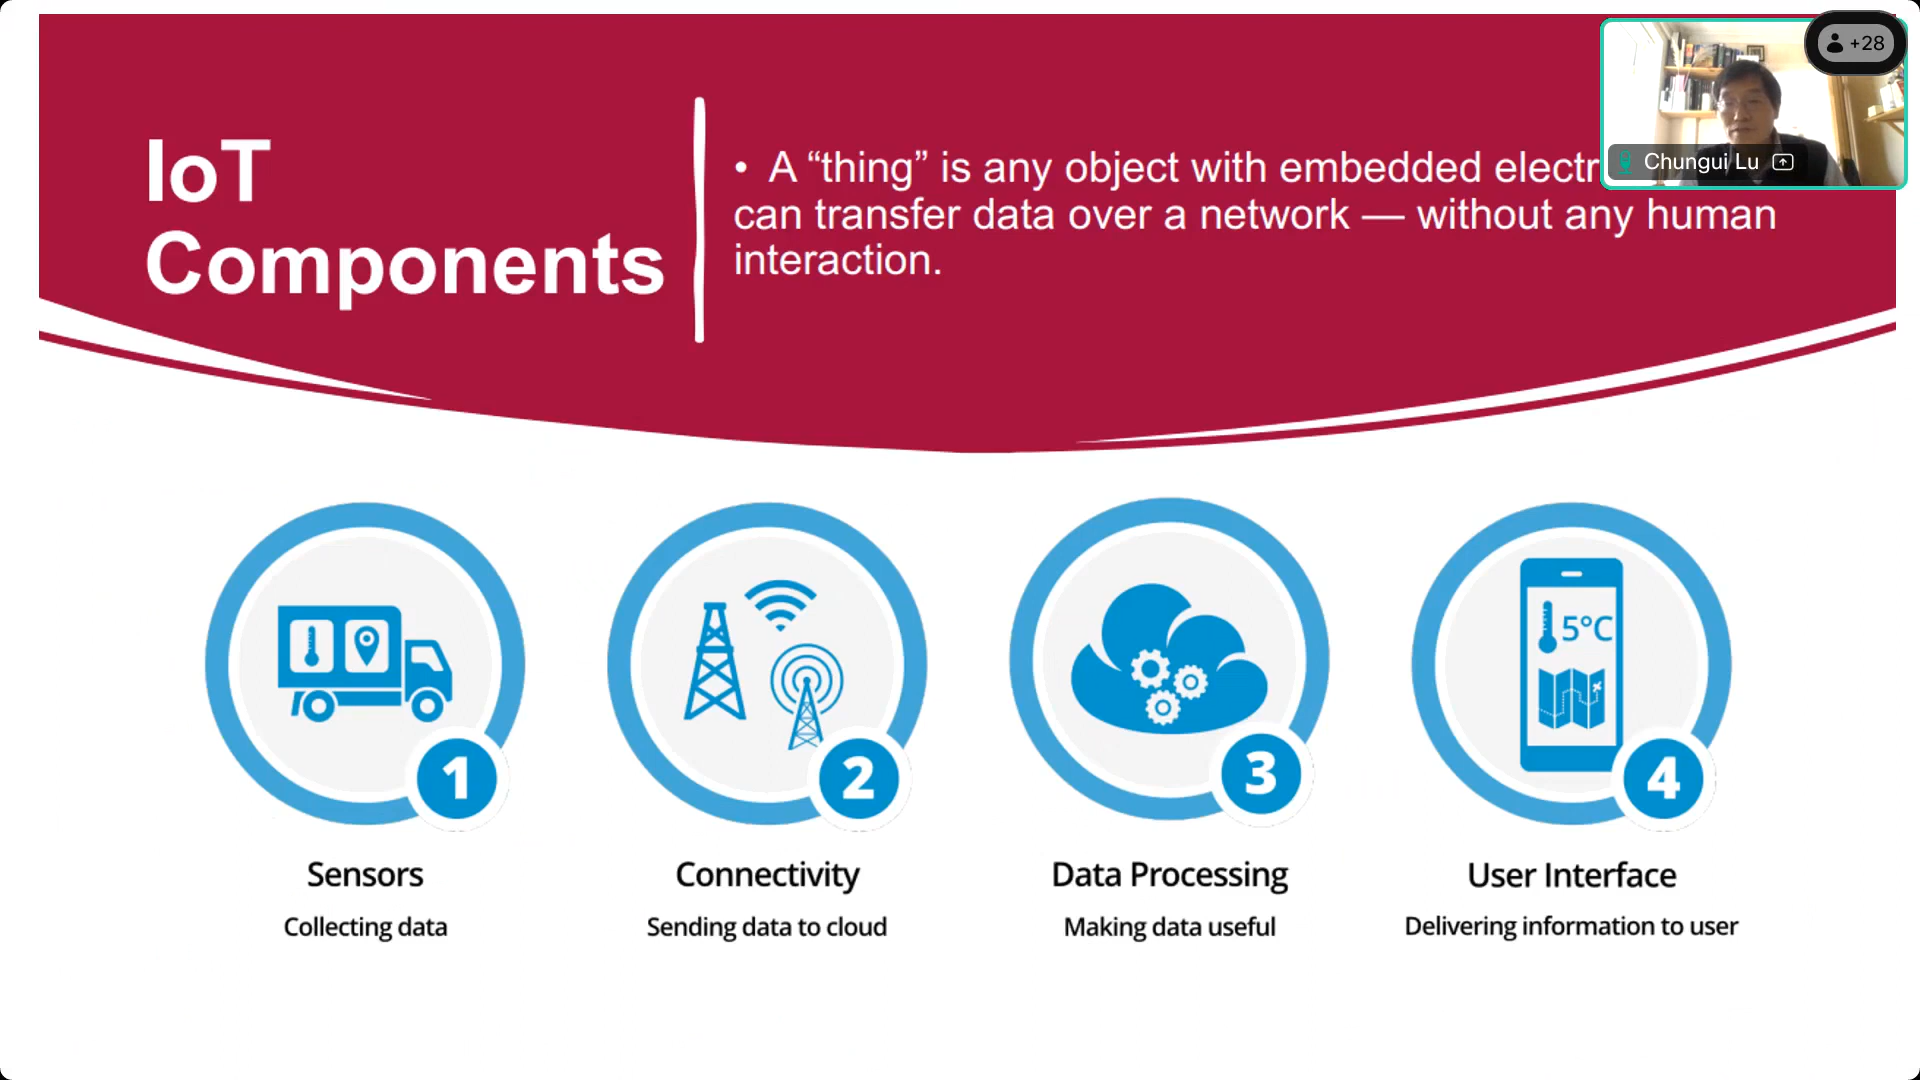 IoT
Components
• A “thing” is any object with embedded electr
can transfer data over a network — without any human
interaction.
+28
Chungui Lu
5°C
1
2
3
4
Sensors
Connectivity
Data Processing
User Interface
Collecting data
Sending data to cloud
Making data useful
Delivering information to user